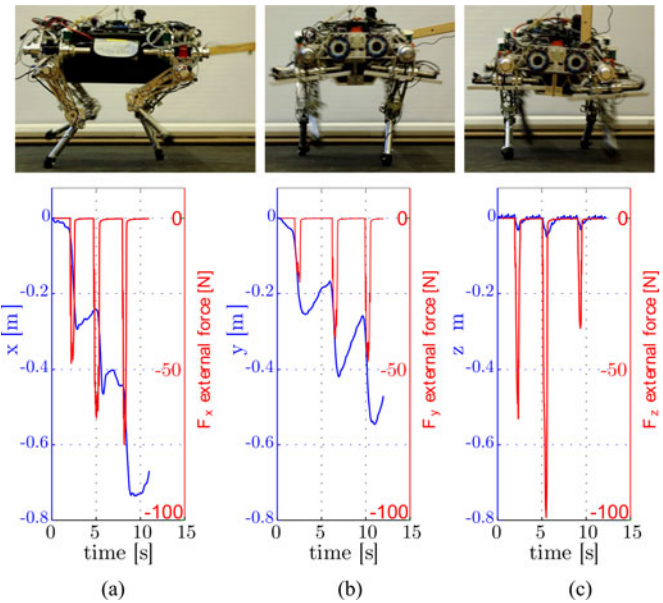 0
-0.2
-0.4
-0.6
-0.8
x [m]
0
-50
-100
F x external force [N]
0 5 10 15
time [s]
0
-0.2
-0.4
-0.6
-0.8
y [m]
0
-50
-100
F y external force [N]
0 5 10 15
time [s]
0
-0.2
-0.4
-0.6
-0.8
z m
0
-50
-100
F z external force [N]
0 5 10 15
time [s]
(a) (b) (c)